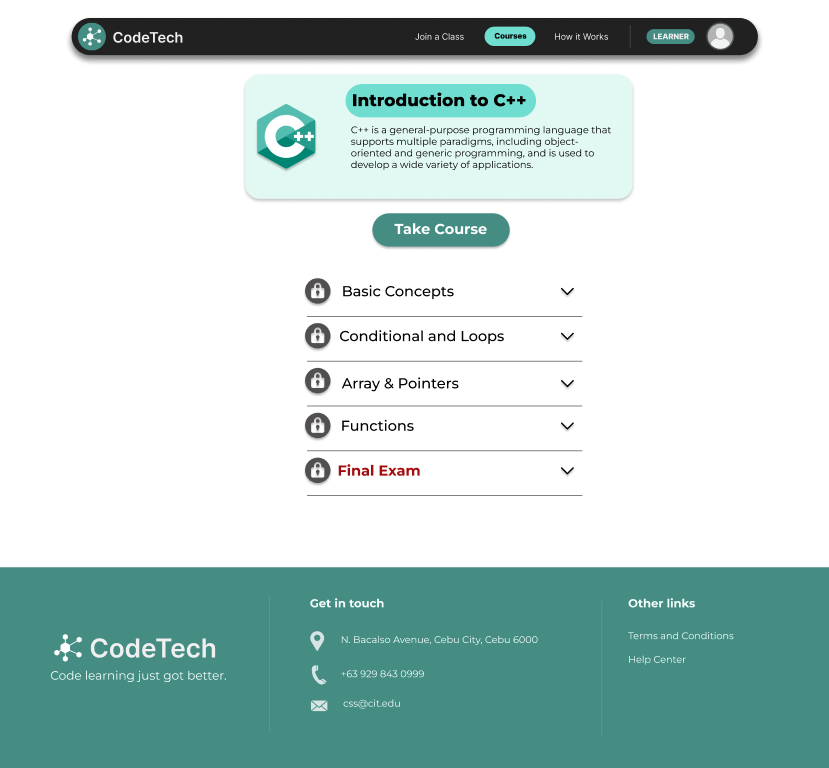 CodeTech
Join a Class
Courses
How it Works
LEARNER
C++
Introduction to C++
C++ is a general-purpose programming language that
supports multiple paradigms, including object-
oriented and generic programming, and is used to
develop a wide variety of applications.
Take Course
Basic Concepts
Conditional and Loops
Array & Pointers
Functions
Final Exam
CodeTech
Code learning just got better.
Get in touch
N. Bacalso Avenue, Cebu City, Cebu 6000
+63 929 843 0999
css@cit.edu
Other links
Terms and Conditions
Help Center